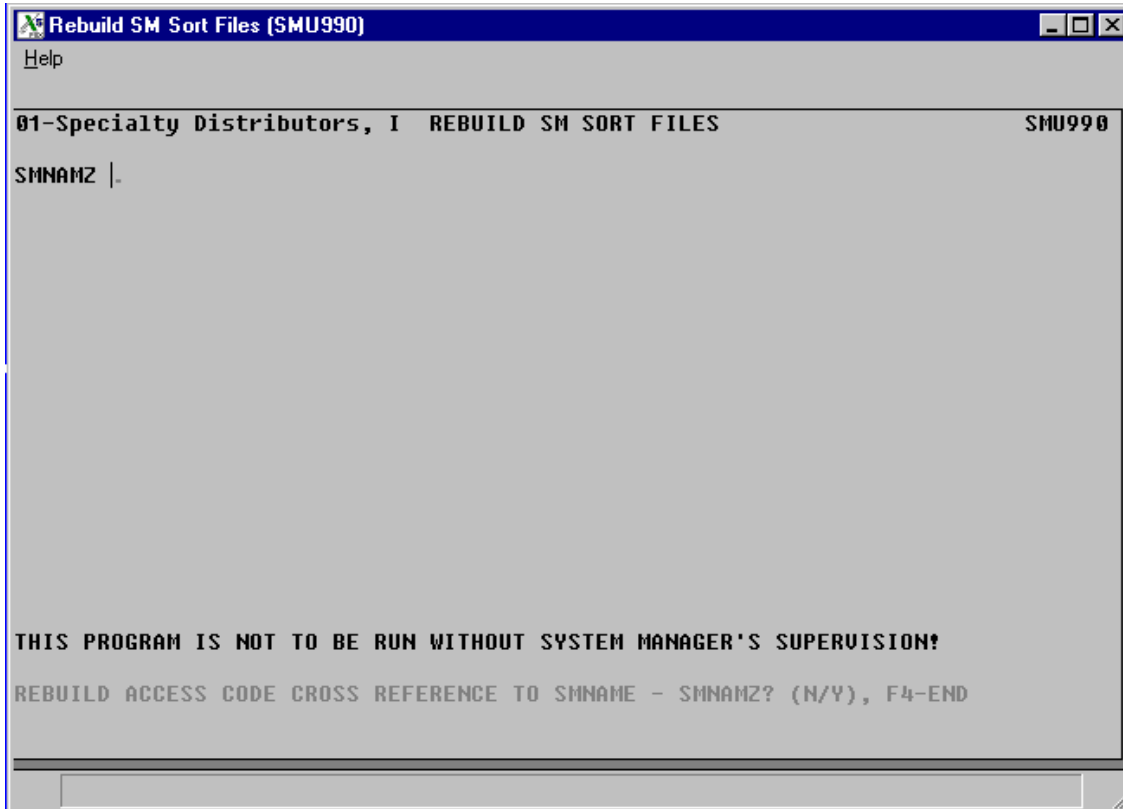 Rebuild SM Sort Files (SMU990)
Help
01-Specialty Distributors, I REBUILD SM SORT FILES SMU990
SMNAMZ .
THIS PROGRAM IS NOT TO BE RUN WITHOUT SYSTEM MANAGER'S SUPERVISION!
REBUILD ACCESS CODE CROSS REFERENCE TO SMNAME - SMNAMZ? (N/Y), F4-END